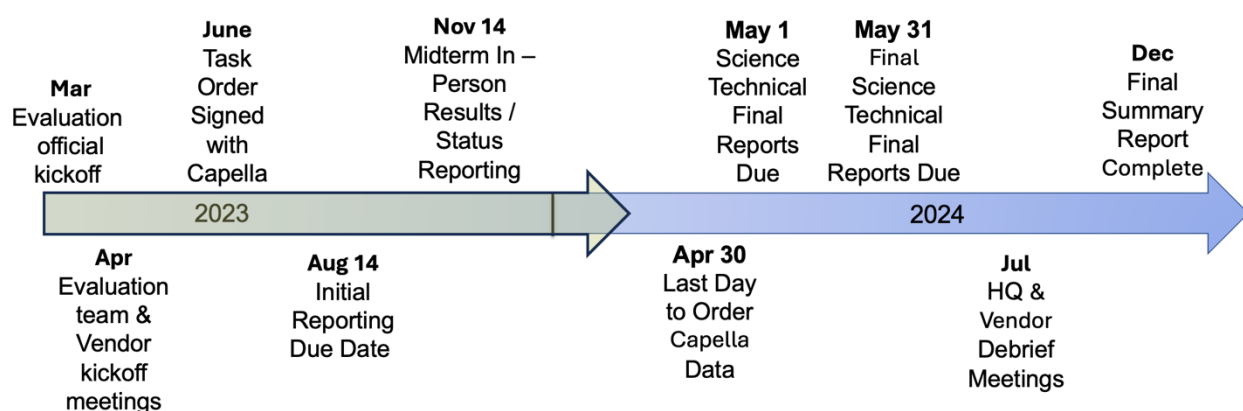 Mar
Evaluation
official
kickoff
June
Task
Order
Signed
with
Capella
Nov 14
Midterm In –
Person
Results /
Status
Reporting
May 1
Science
Technical
Final
Reports
Due
May 31
Final
Science
Technical
Final
Reports Due
Dec
Final
Summary
Report
Complete
2023
2024
Apr
Evaluation
team &
Vendor
kickoff
meetings
Aug 14
Initial
Reporting
Due Date
Apr 30
Last Day
to Order
Capella
Data
Jul
HQ &
Vendor
Debrief
Meetings